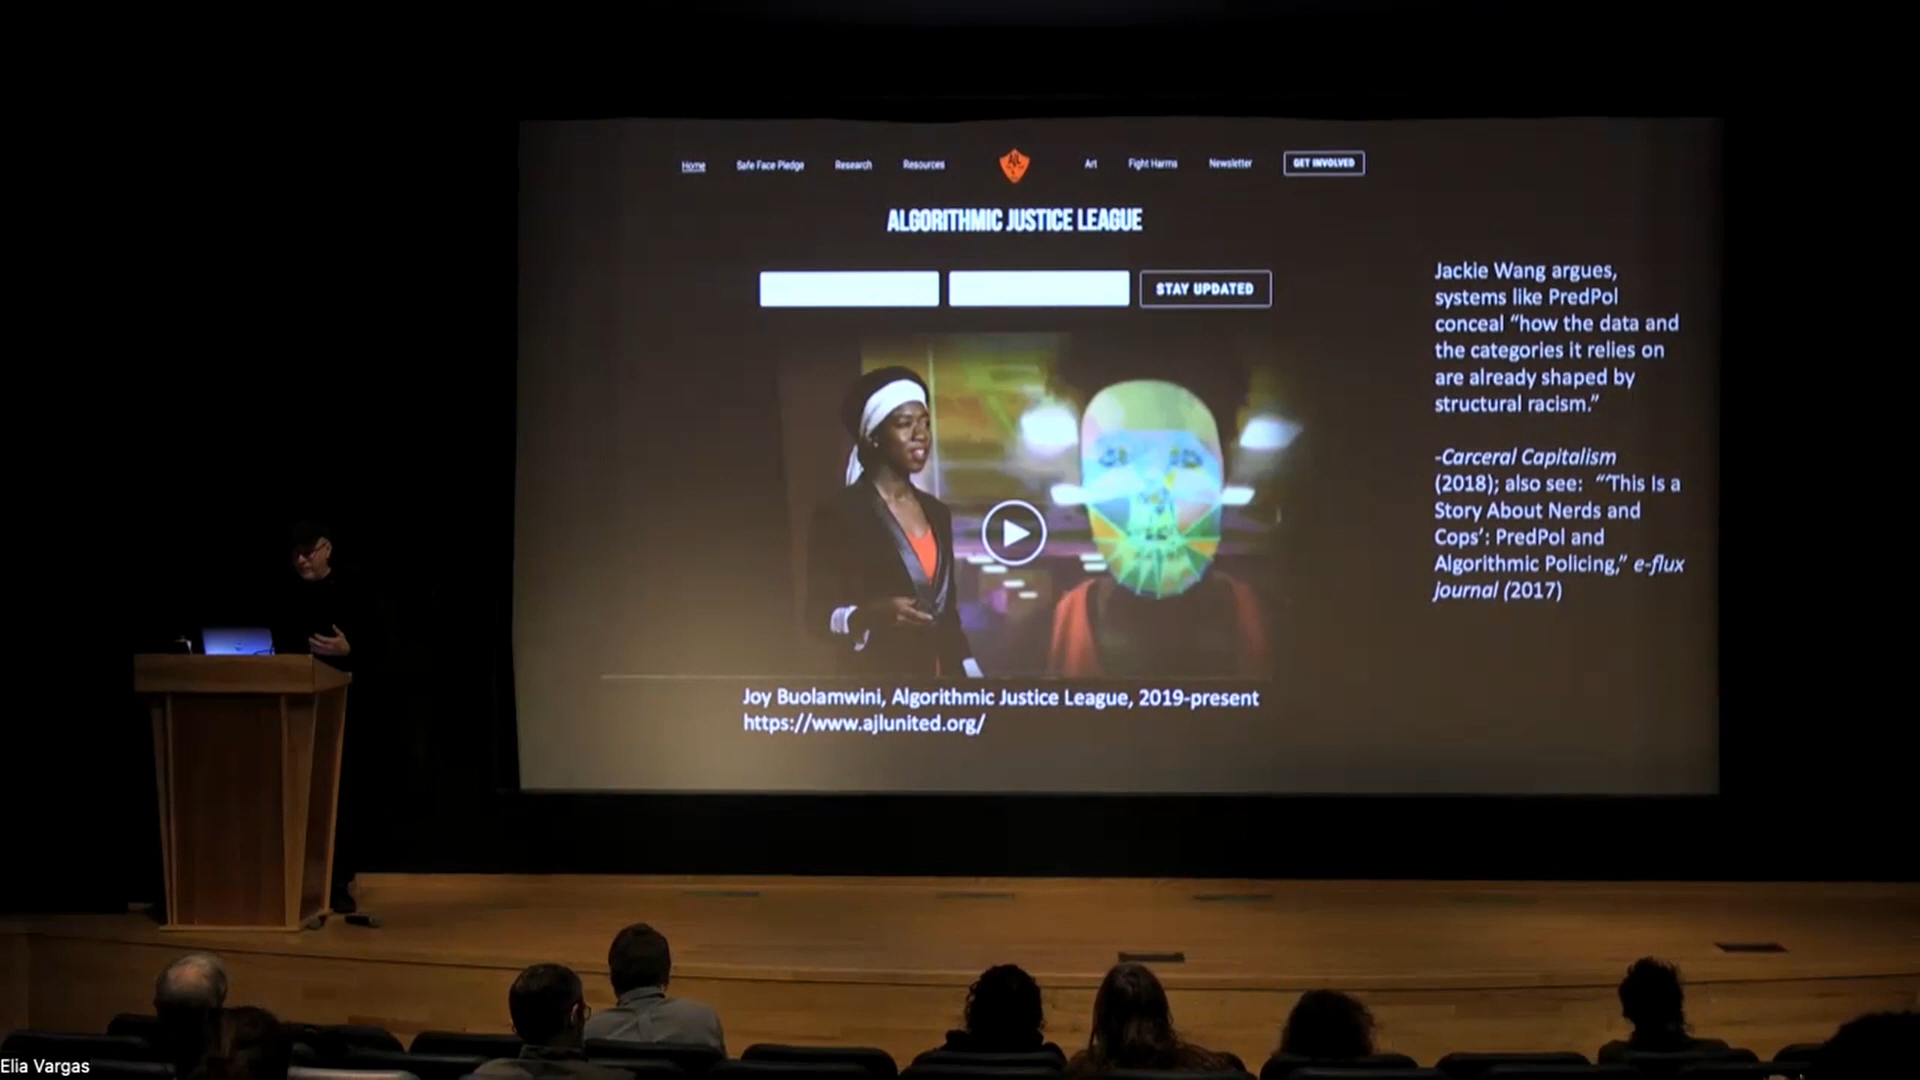 Home Safe Face Pledge Research Resources AJL Art Fight Harms Newsletter GET INVOLVED
ALGORITHMIC JUSTICE LEAGUE
STAY UPDATED
Jackie Wang argues,
systems like PredPol
conceal “how the data and
the categories it relies on
are already shaped by
structural racism.”
-Carceral Capitalism
(2018); also see: “‘This Is a
Story About Nerds and
Cops’: PredPol and
Algorithmic Policing,” e-flux
journal (2017)
Joy Buolamwini, Algorithmic Justice League, 2019-present
https://www.ajlunited.org/
Elia Vargas